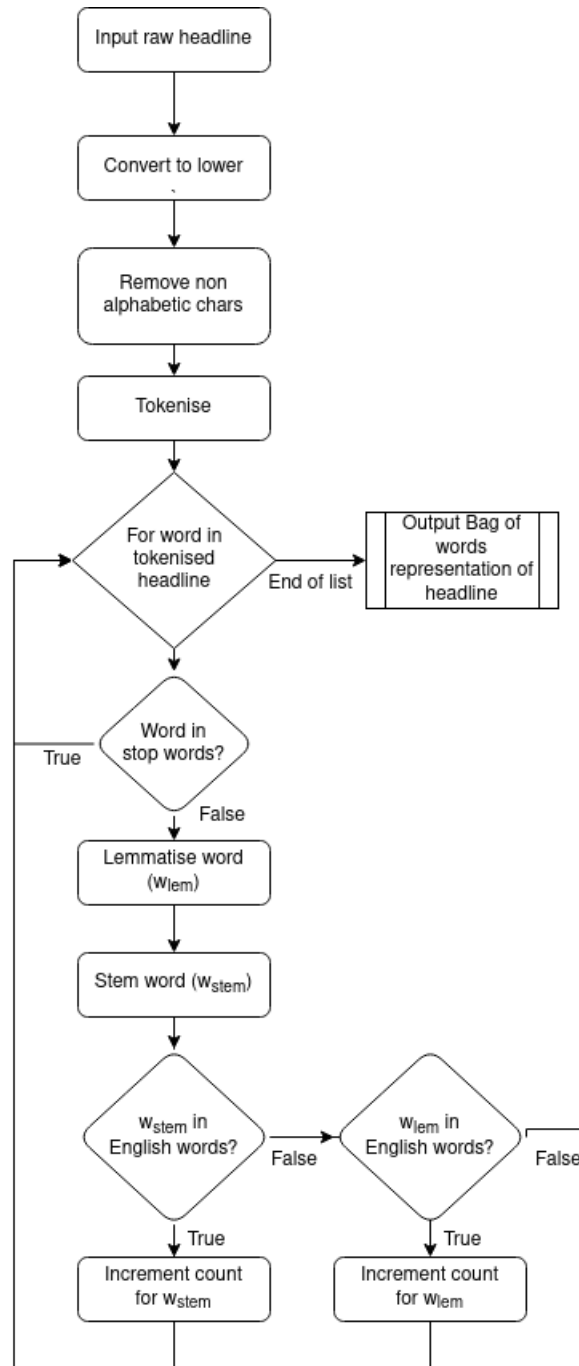 Input raw headline
Convert to lower
Remove non
alphabetic chars
Tokenise
For word in
tokenised
headline
End of list
Output Bag of
words
representation of
headline
Word in
stop words?
True
False
Lemmatise word
(wlem)
Stem word (wstem)
wstem in
English words?
False
wlem in
English words?
False
True
Increment count
for wstem
True
Increment count
for wlem